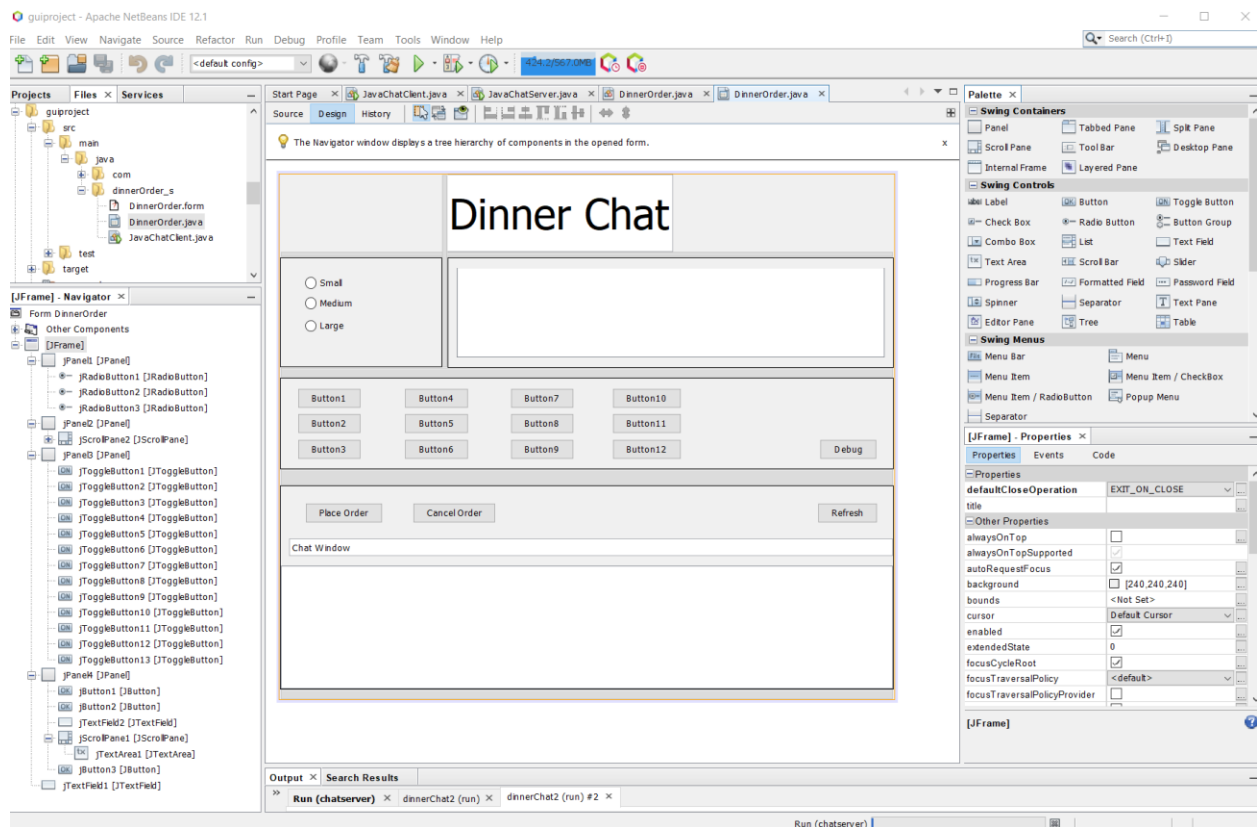 guiproject - Apache NetBeans IDE 12.1
File Edit View Navigate Source Refactor Run Debug Profile Team Tools Window Help
Search (Ctrl+I)
<default config>
424.2/567.0MB
Projects Files Services
guiproject
src
main
java
com
dinnerOrder_s
DinnerOrder.form
DinnerOrder.java
JavaChatClient.java
test
target
[JFrame] - Navigator
Form DinnerOrder
Other Components
[JFrame]
jPanel1 [JPanel]
jRadioButton1 [JRadioButton]
jRadioButton2 [JRadioButton]
jRadioButton3 [JRadioButton]
jPanel2 [JPanel]
jScrollPane2 [JScrollPane]
jPanel3 [JPanel]
jToggleButton1 [JToggleButton]
jToggleButton2 [JToggleButton]
jToggleButton3 [JToggleButton]
jToggleButton4 [JToggleButton]
jToggleButton5 [JToggleButton]
jToggleButton6 [JToggleButton]
jToggleButton7 [JToggleButton]
jToggleButton8 [JToggleButton]
jToggleButton9 [JToggleButton]
jToggleButton10 [JToggleButton]
jToggleButton11 [JToggleButton]
jToggleButton12 [JToggleButton]
jToggleButton13 [JToggleButton]
jPanel4 [JPanel]
jButton1 [JButton]
jButton2 [JButton]
jTextField2 [JTextField]
jScrollPane1 [JScrollPane]
jTextArea1 [JTextArea]
jButton3 [JButton]
jTextField1 [JTextField]
Start Page JavaChatClient.java JavaChatServer.java DinnerOrder.java DinnerOrder.java
Source Design History
The Navigator window displays a tree hierarchy of components in the opened form.
Dinner Chat
Small
Medium
Large
Button1 Button4 Button7 Button10
Button2 Button5 Button8 Button11
Button3 Button6 Button9 Button12 Debug
Place Order Cancel Order Refresh
Chat Window
Output Search Results
Run (chatserver) dinnerChat2 (run) dinnerChat2 (run) #2
Run (chatserver)
Palette
Swing Containers
Panel Tabbed Pane Split Pane
Scroll Pane Tool Bar Desktop Pane
Internal Frame Layered Pane
Swing Controls
Label Button Toggle Button
Check Box Radio Button Button Group
Combo Box List Text Field
Text Area Scroll Bar Slider
Progress Bar Formatted Field Password Field
Spinner Separator Text Pane
Editor Pane Tree Table
Swing Menus
Menu Bar Menu
Menu Item Menu Item / CheckBox
Menu Item / RadioButton Popup Menu
Separator
[JFrame] - Properties
Properties Events Code
Properties
defaultCloseOperation EXIT_ON_CLOSE
title
Other Properties
alwaysOnTop
alwaysOnTopSupported
autoRequestFocus
background [240,240,240]
bounds <Not Set>
cursor Default Cursor
enabled
extendedState 0
focusCycleRoot
focusTraversalPolicy <default>
focusTraversalPolicyProvider
[JFrame]